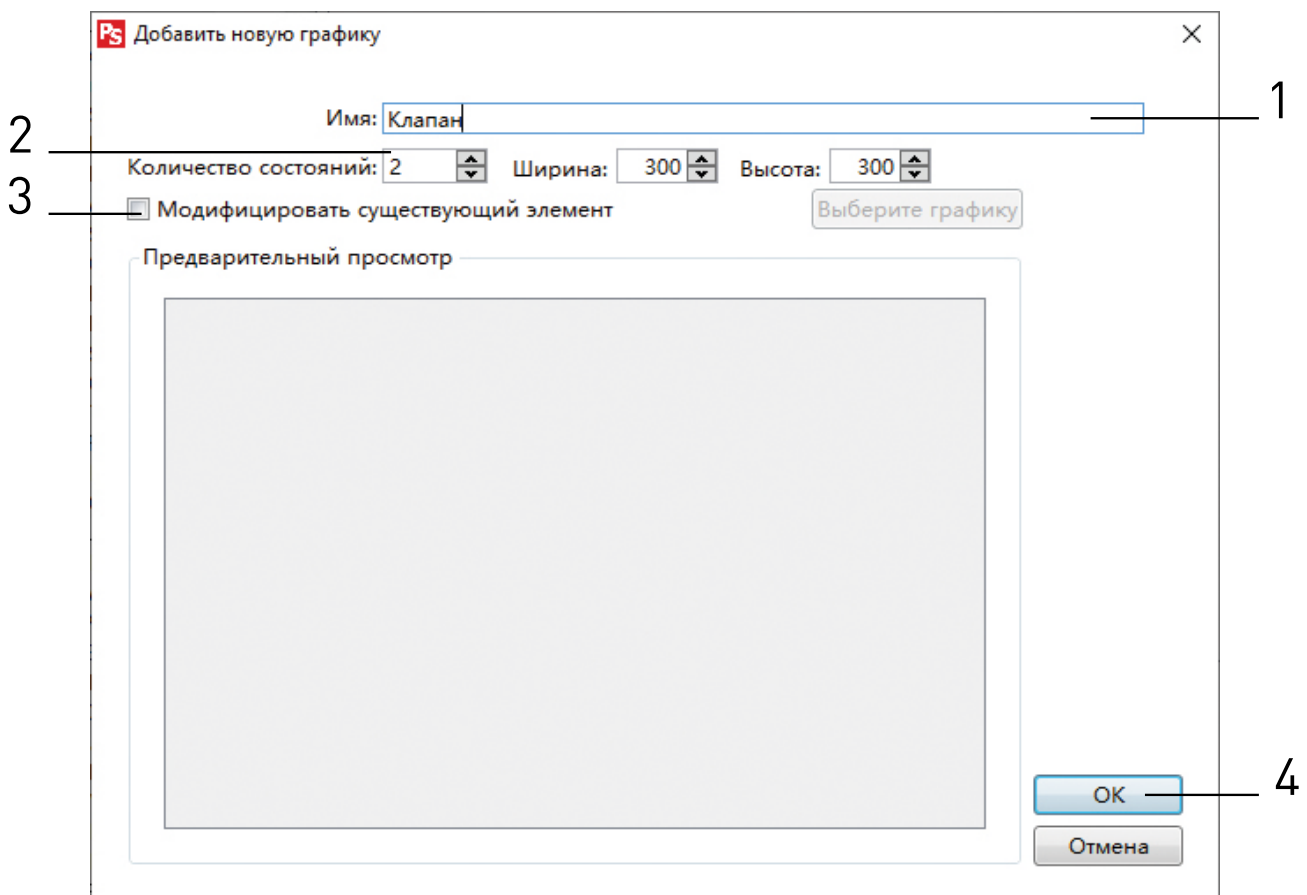 PS Добавить новую графику
Имя: Клапан 1
2
Количество состояний: 2 Ширина: 300 Высота: 300
3 Модифицировать существующий элемент Выберите графику
Предварительный просмотр
OK 4
Отмена